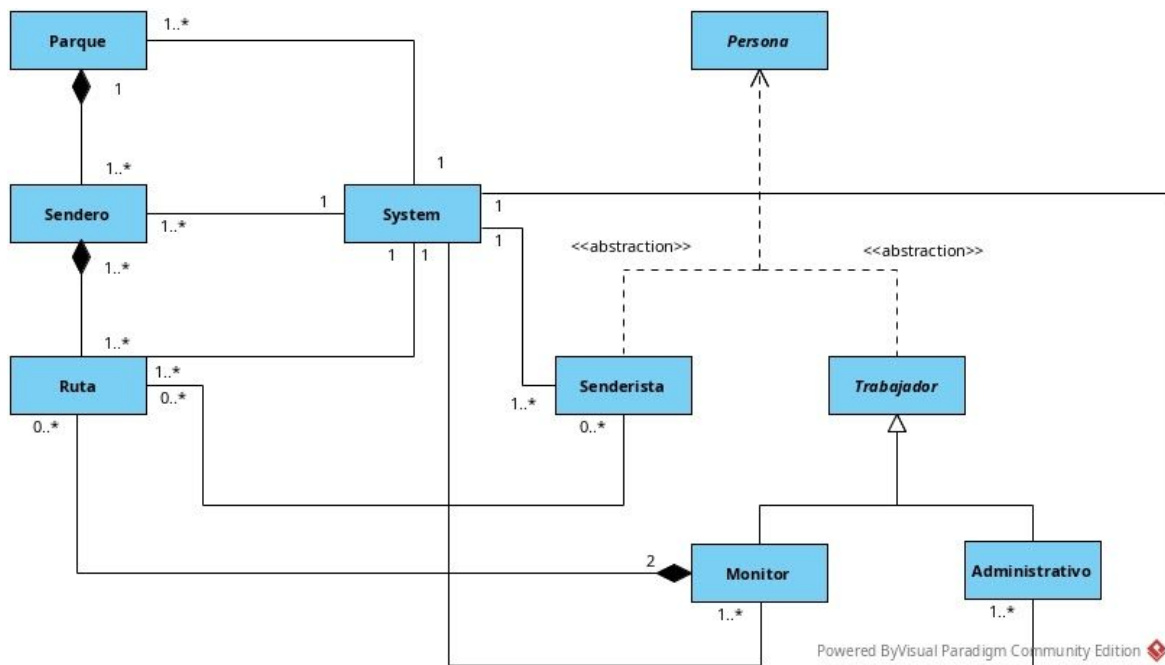 1..*
Parque
Persona
1
1..*
1
Sendero
1
System
1
1..*
1
<<abstraction>>
<<abstraction>>
1
1
1..*
1..*
1..*
Ruta
0..*
Senderista
Trabajador
1..*
0..*
0..*
2
Monitor
Administrativo
1..*
1..*
Powered ByVisual Paradigm Community Edition